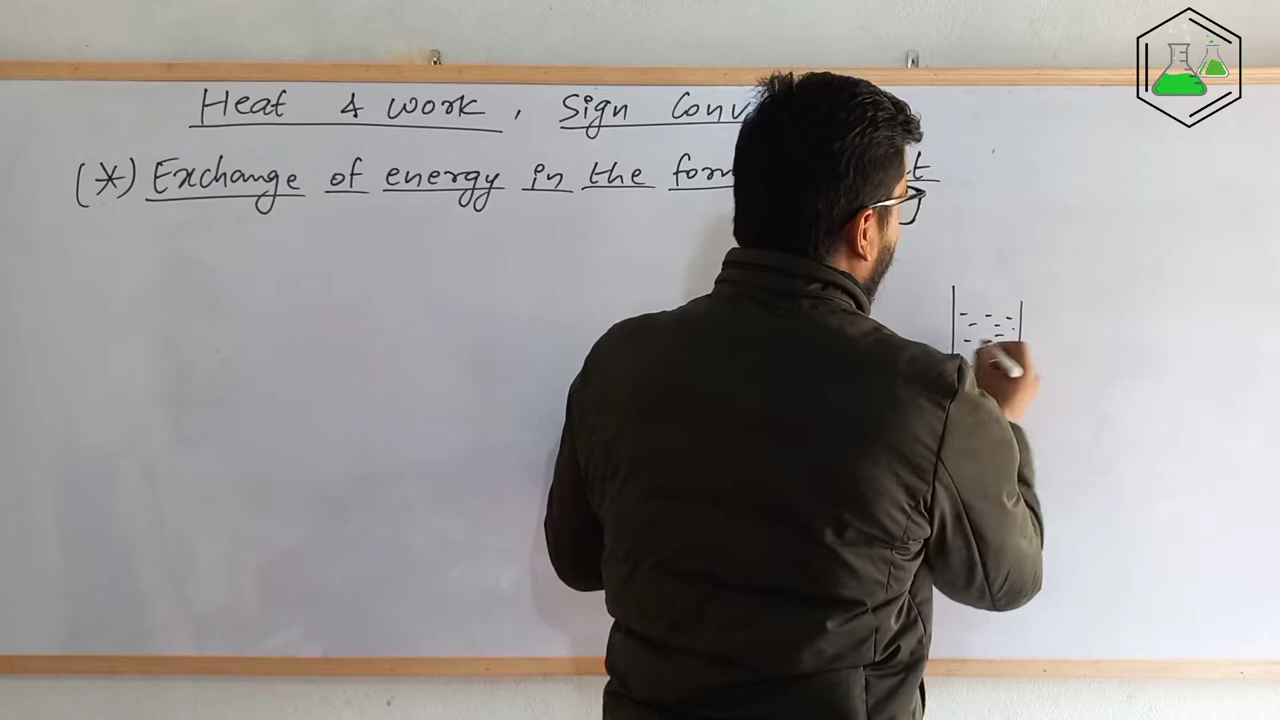 Heat & work, Sign Conv
(*) Exchange of energy in the for